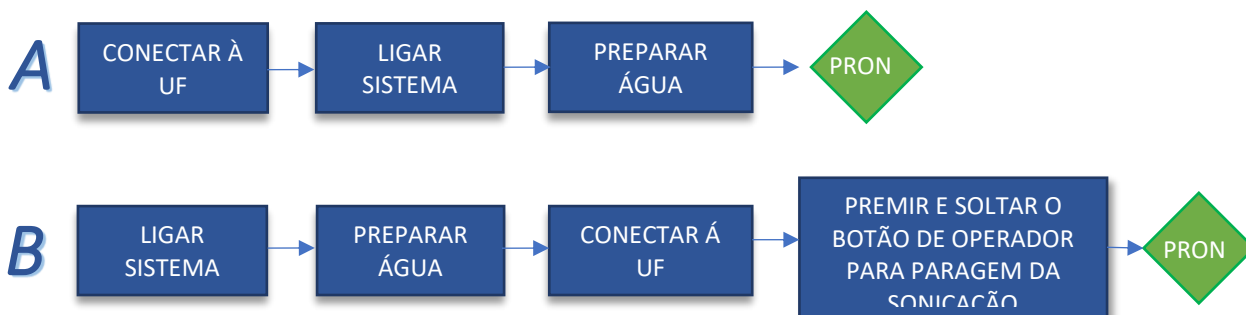 A
CONECTAR À
UF
LIGAR
SISTEMA
PREPARAR
ÁGUA
PRON
B
LIGAR
SISTEMA
PREPARAR
ÁGUA
CONECTAR Á
UF
PREMIR E SOLTAR O
BOTÃO DE OPERADOR
PARA PARAGEM DA
SONICAÇÃO
PRON